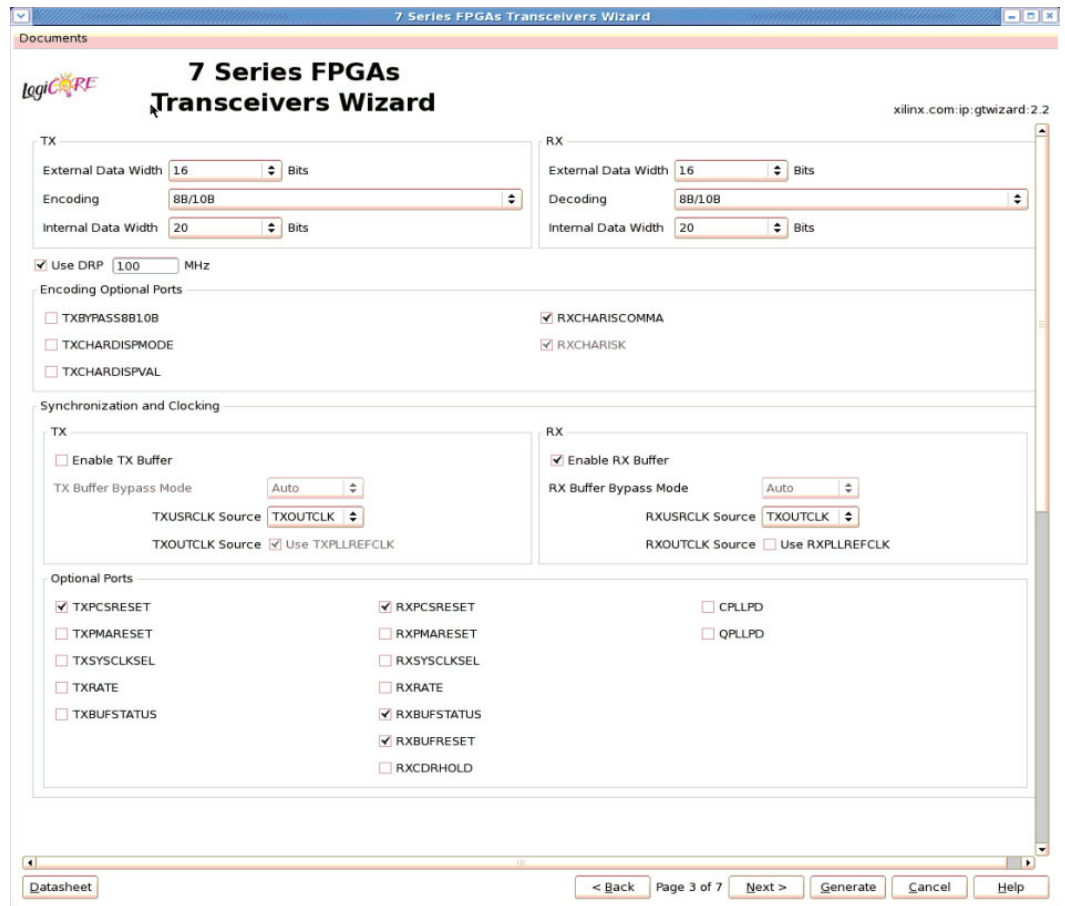 7 Series FPGAs Transceivers Wizard
Documents
LogiCORE
7 Series FPGAs
Transceivers Wizard
xilinx.com:ip:gtwizard:2.2
TX
RX
External Data Width 16 Bits
External Data Width 16 Bits
Encoding 8B/10B
Decoding 8B/10B
Internal Data Width 20 Bits
Internal Data Width 20 Bits
Use DRP 100 MHz
Encoding Optional Ports
TXBYPASS8B10B
RXCHARISCOMMA
TXCHARDISPMODE
RXCHARISK
TXCHARDISPVAL
Synchronization and Clocking
TX
RX
Enable TX Buffer
Enable RX Buffer
TX Buffer Bypass Mode Auto
RX Buffer Bypass Mode Auto
TXUSRCLK Source TXOUTCLK
RXUSRCLK Source TXOUTCLK
TXOUTCLK Source Use TXPLLREFCLK
RXOUTCLK Source Use RXPLLREFCLK
Optional Ports
TXPCSRESET RXPCSRESET CPLLPD
TXPMARESET RXPMARESET QPLLPD
TXSYSCLKSEL RXSYSCLKSEL
TXRATE RXRATE
TXBUFSTATUS RXBUFSTATUS
RXBUFRESET
RXCDRHOLD
Datasheet < Back Page 3 of 7 Next > Generate Cancel Help